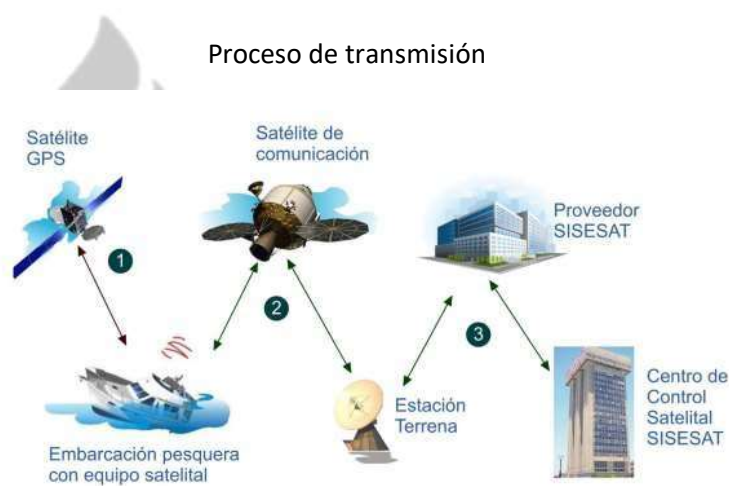 Proceso de transmisión
Satélite
GPS
Satélite de
comunicación
Proveedor
SISESAT
1
2
3
Estación
Terrena
Centro de
Control
Satelital
SISESAT
Embarcación pesquera
con equipo satelital